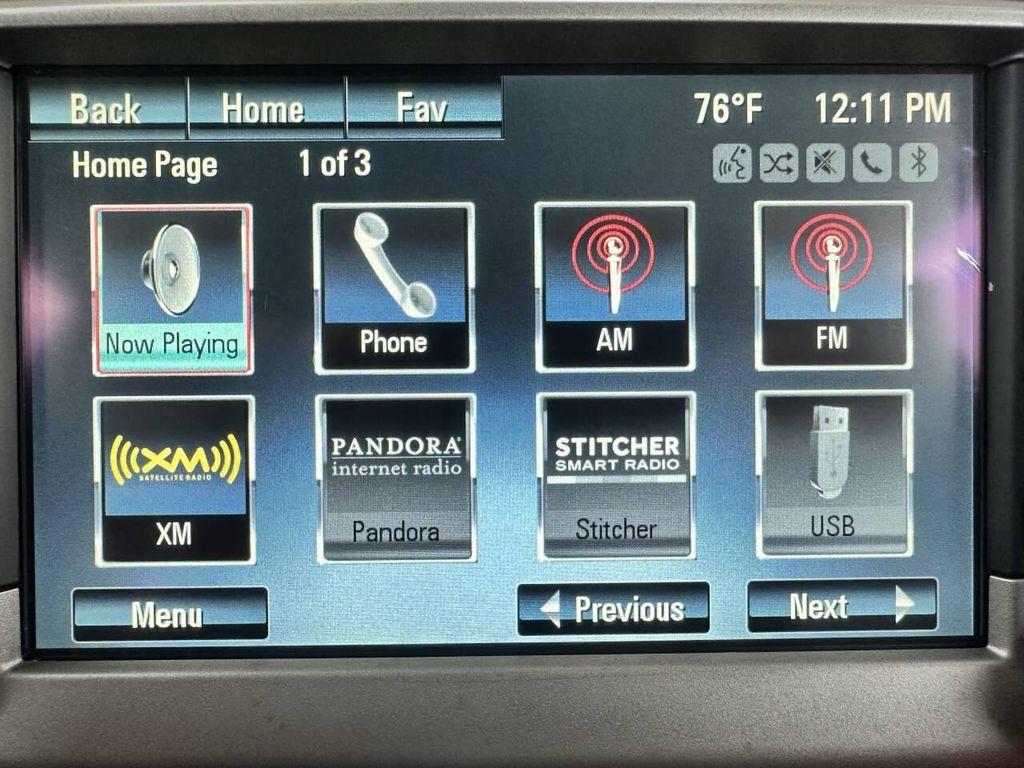 Back Home Fav 76°F 12:11 PM
Home Page 1 of 3
Now Playing
Phone
AM
FM
XM
SATELLITE RADIO
XM
PANDORA
internet radio
Pandora
STITCHER
SMART RADIO
Stitcher
USB
Menu Previous Next